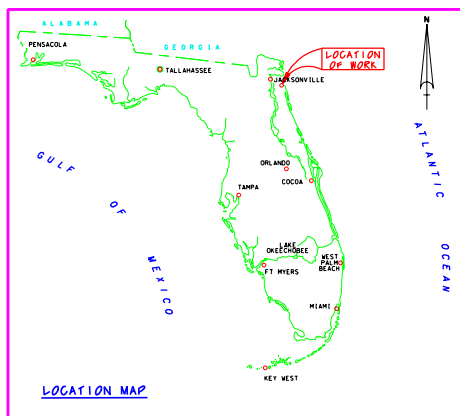 ALABAMA
N
PENSACOLA
GEORGIA
LOCATION
OF WORK
TALLAHASSEE
JACKSONVILLE
ATLANTIC
GULF
ORLANDO
COCOA
TAMPA
OF
LAKE
OKEECHOBEE
WEST
PALM
BEACH
OCEAN
FT MYERS
MEXICO
MIAMI
KEY WEST
LOCATION MAP